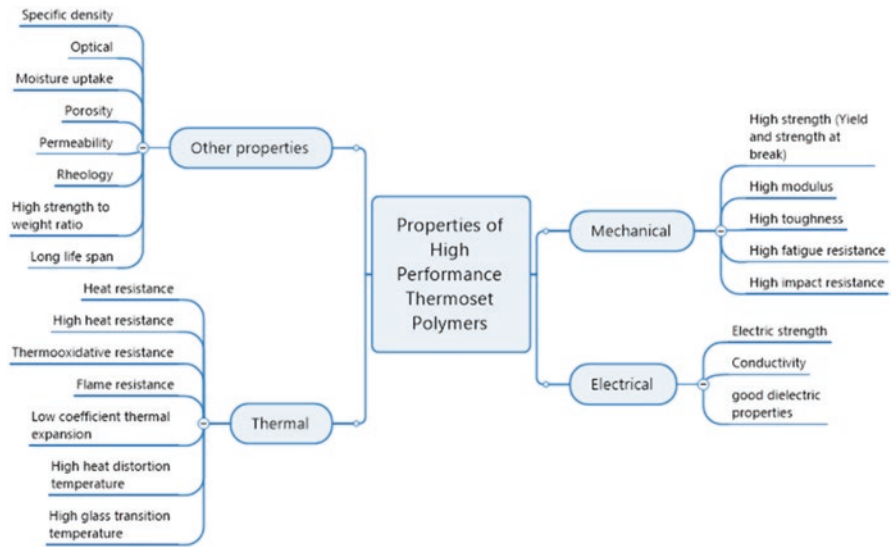 Properties of
High
Performance
Thermoset
Polymers
Other properties
Specific density
Optical
Moisture uptake
Porosity
Permeability
Rheology
High strength to
weight ratio
Long life span
Thermal
Heat resistance
High heat resistance
Thermooxidative resistance
Flame resistance
Low coefficient thermal
expansion
High heat distortion
temperature
High glass transition
temperature
Mechanical
High strength (Yield
and strength at
break)
High modulus
High toughness
High fatigue resistance
High impact resistance
Electrical
Electric strength
Conductivity
good dielectric
properties